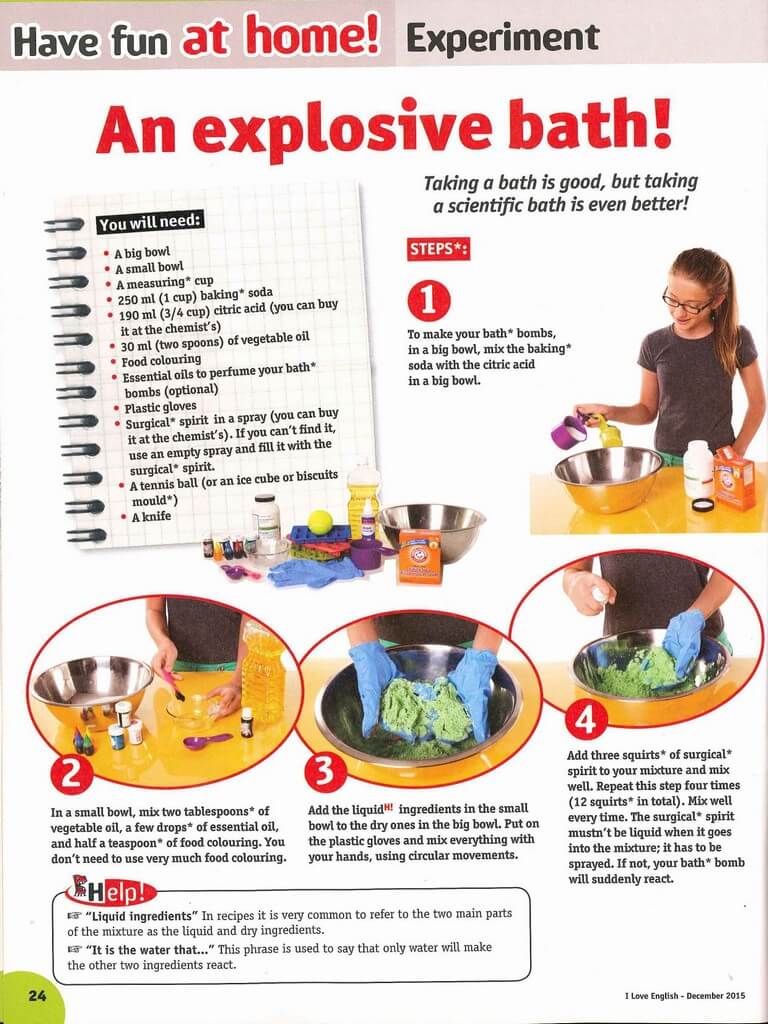 Have fun at home! Experiment
An explosive bath!
Taking a bath is good, but taking
a scientific bath is even better!
You will need:
• A big bowl
• A small bowl
• A measuring* cup
• 250 ml (1 cup) baking* soda
• 190 ml (3/4 cup) citric acid (you can buy
it at the chemist's)
• 30 ml (two spoons) of vegetable oil
• Food colouring
• Essential oils to perfume your bath*
bombs (optional)
• Plastic gloves
• Surgical* spirit in a spray (you can buy
it at the chemist's). If you can't find it,
use an empty spray and fill it with the
surgical* spirit.
• A tennis ball (or an ice cube or biscuits
mould*)
• A knife
STEPS*:
1
To make your bath* bombs,
in a big bowl, mix the baking*
soda with the citric acid
in a big bowl.
2
In a small bowl, mix two tablespoons* of
vegetable oil, a few drops* of essential oil,
and half a teaspoon* of food colouring. You
don't need to use very much food colouring.
3
Add the liquidH! ingredients in the small
bowl to the dry ones in the big bowl. Put on
the plastic gloves and mix everything with
your hands, using circular movements.
4
Add three squirts* of surgical*
spirit to your mixture and mix
well. Repeat this step four times
(12 squirts* in total). Mix well
every time. The surgical* spirit
mustn't be liquid when it goes
into the mixture; it has to be
sprayed. If not, your bath* bomb
will suddenly react.
Help!
☞ "Liquid ingredients" In recipes it is very common to refer to the two main parts
of the mixture as the liquid and dry ingredients.
☞ "It is the water that..." This phrase is used to say that only water will make
the other two ingredients react.
24
I Love English - December 2015